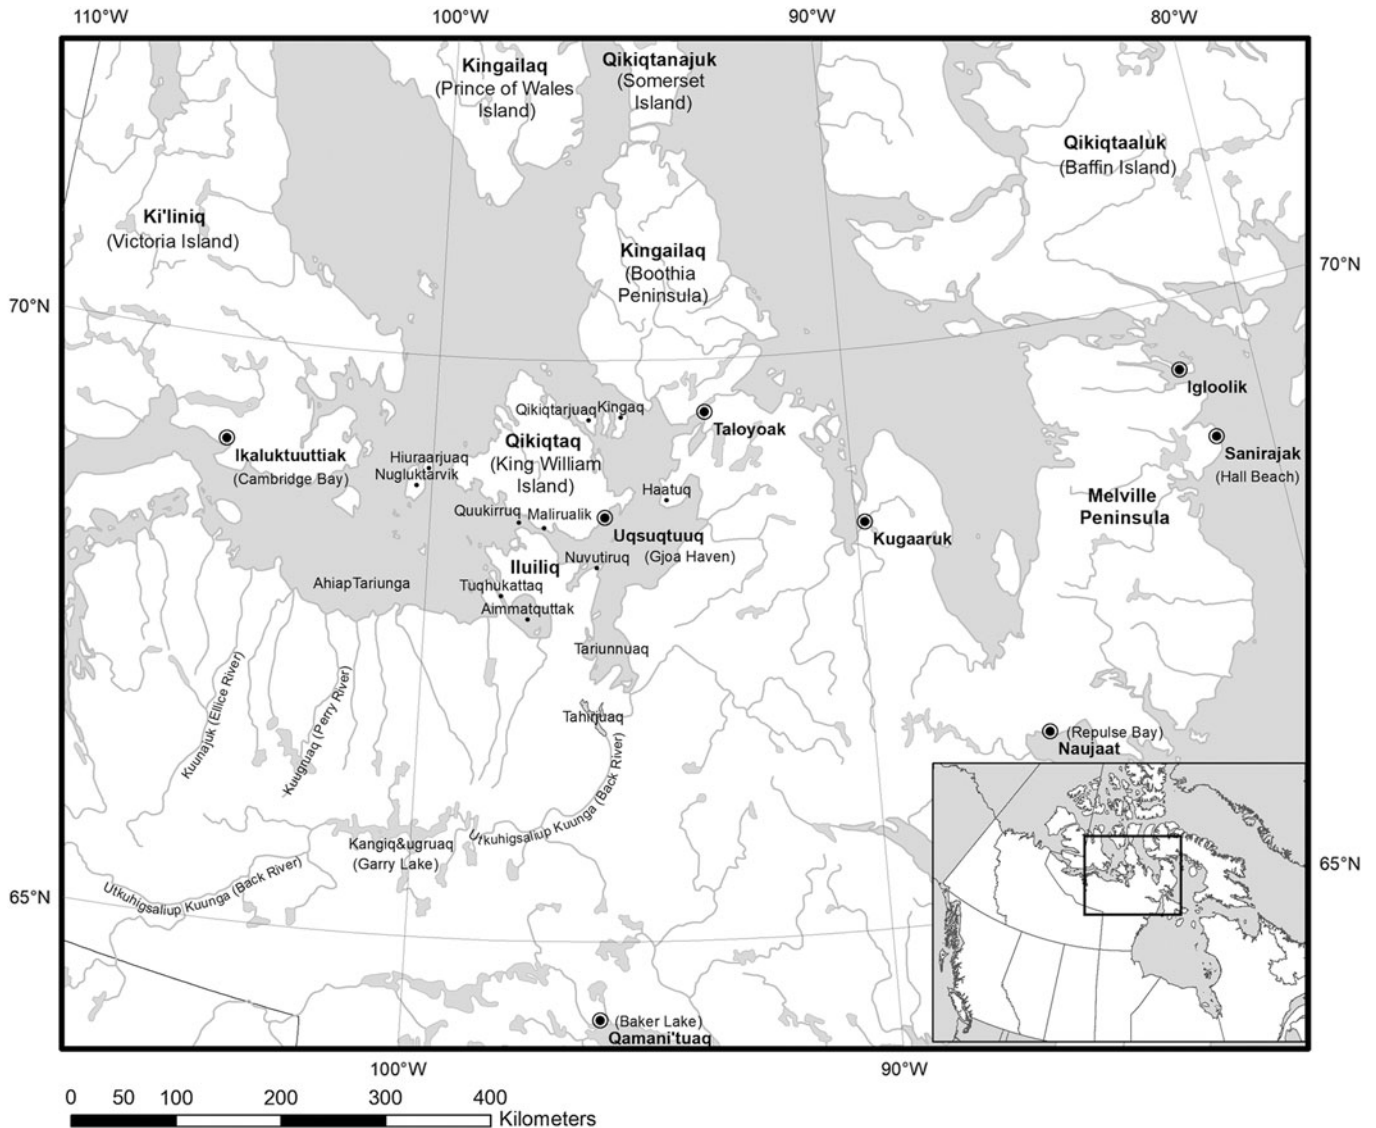 110°W
100°W
90°W
80°W
Kingailaq
(Prince of Wales
Island)
Qikiqtanajuk
(Somerset
Island)
Qikiqtaaluk
(Baffin Island)
Ki'liniq
(Victoria Island)
Kingailaq
(Boothia
Peninsula)
70°N
70°N
Igloolik
Qikiqtarjuaq
Kingaq
Taloyoak
Ikaluktuuttiak
(Cambridge Bay)
Hiuraarjuaq
Nugluktarvik
Qikiqtaq
(King William
Island)
Sanirajak
(Hall Beach)
Haatuq
Melville
Peninsula
Quukirruq
Malirualik
Uqsuqtuuq
(Gjoa Haven)
Kugaaruk
Nuvutiruq
Iluiliq
AhiapTariunga
Tuqhukattaq
Aimmatquttak
Tariunnuaq
Kuunajuk (Ellice River)
Kuugruaq (Perry River)
Tahirjuaq
(Repulse Bay)
Naujaat
Utkuhigsaliup Kuunga (Back River)
Kangiq&ugruaq
(Garry Lake)
Utkuhigsaliup Kuunga (Back River)
65°N
65°N
(Baker Lake)
Qamani'tuaq
100°W
90°W
0 50 100 200 300 400
Kilometers